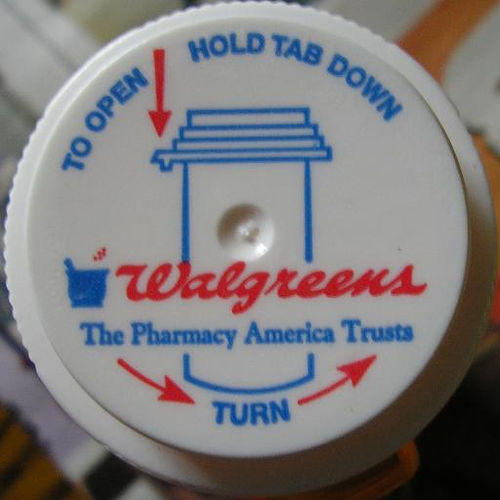 TO OPEN
HOLD TAB DOWN
Walgreens
The Pharmacy America Trusts
TURN